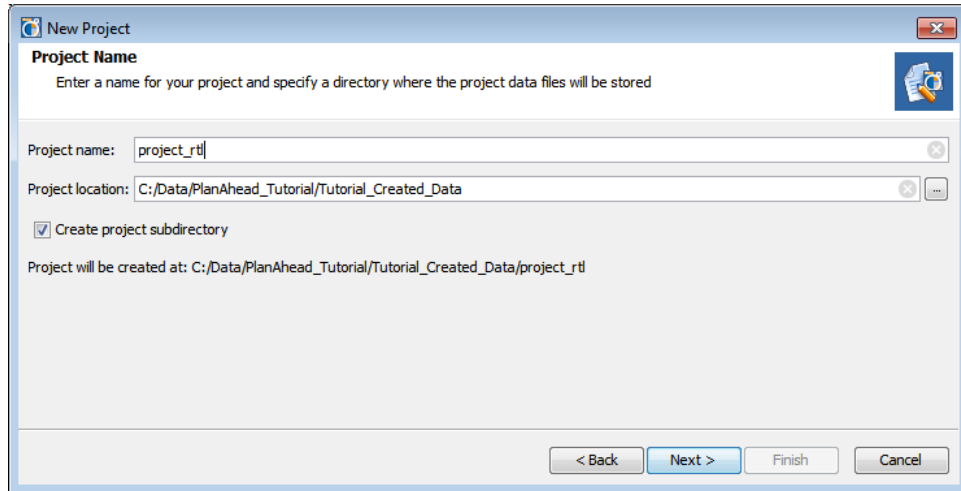 New Project
Project Name
Enter a name for your project and specify a directory where the project data files will be stored
Project name: project_rtl
Project location: C:/Data/PlanAhead_Tutorial/Tutorial_Created_Data ...
Create project subdirectory
Project will be created at: C:/Data/PlanAhead_Tutorial/Tutorial_Created_Data/project_rtl
< Back Next > Finish Cancel